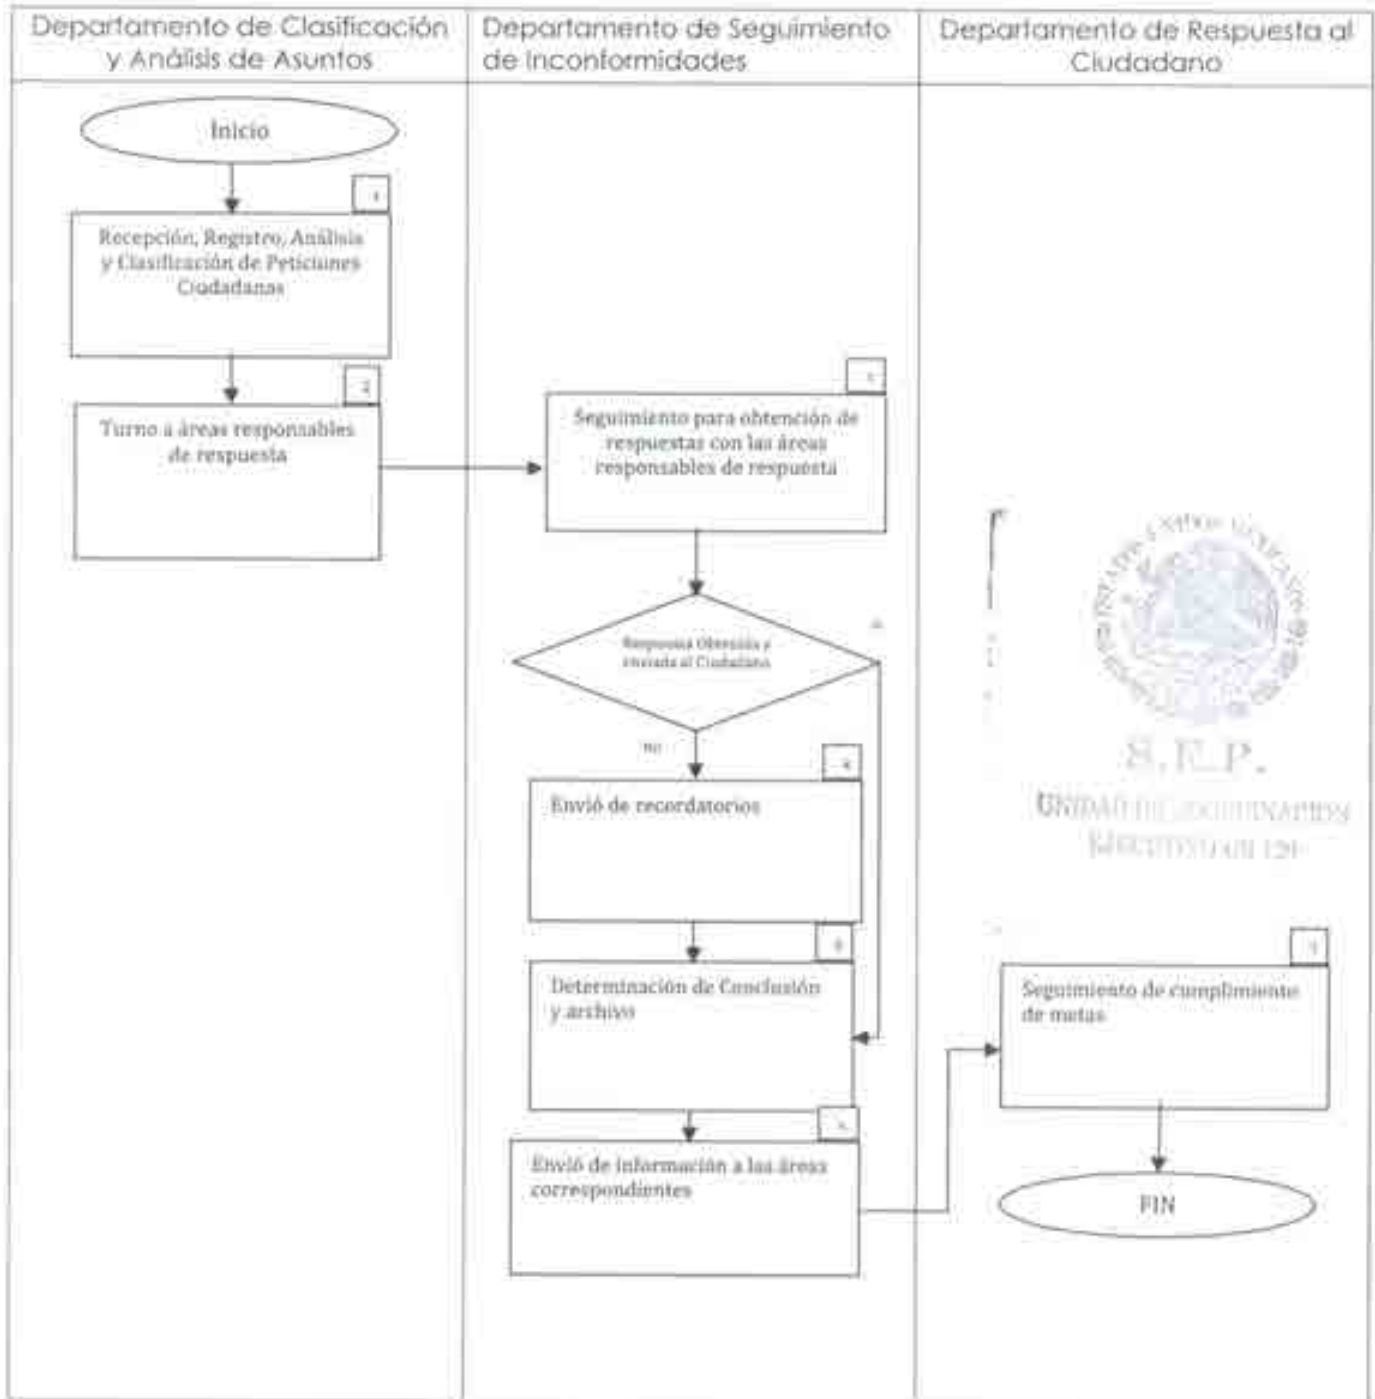 Departamento de Clasificación
y Análisis de Asuntos
Departamento de Seguimiento
de Inconformidades
Departamento de Respuesta al
Ciudadano
Inicio
1
Recepción, Registro, Análisis
y Clasificación de Peticiones
Ciudadanas
Turno a áreas responsables
de respuesta
Seguimiento para obtención de
respuestas con las áreas
responsables de respuesta
Respuesta Obtenida y
enviada al Ciudadano
no
Envió de recordatorios
Determinación de Conclusión
y archivo
Envió de información a las áreas
correspondientes
S.E.P.
UNIDAD DE
Seguimiento de cumplimiento
de metas
FIN